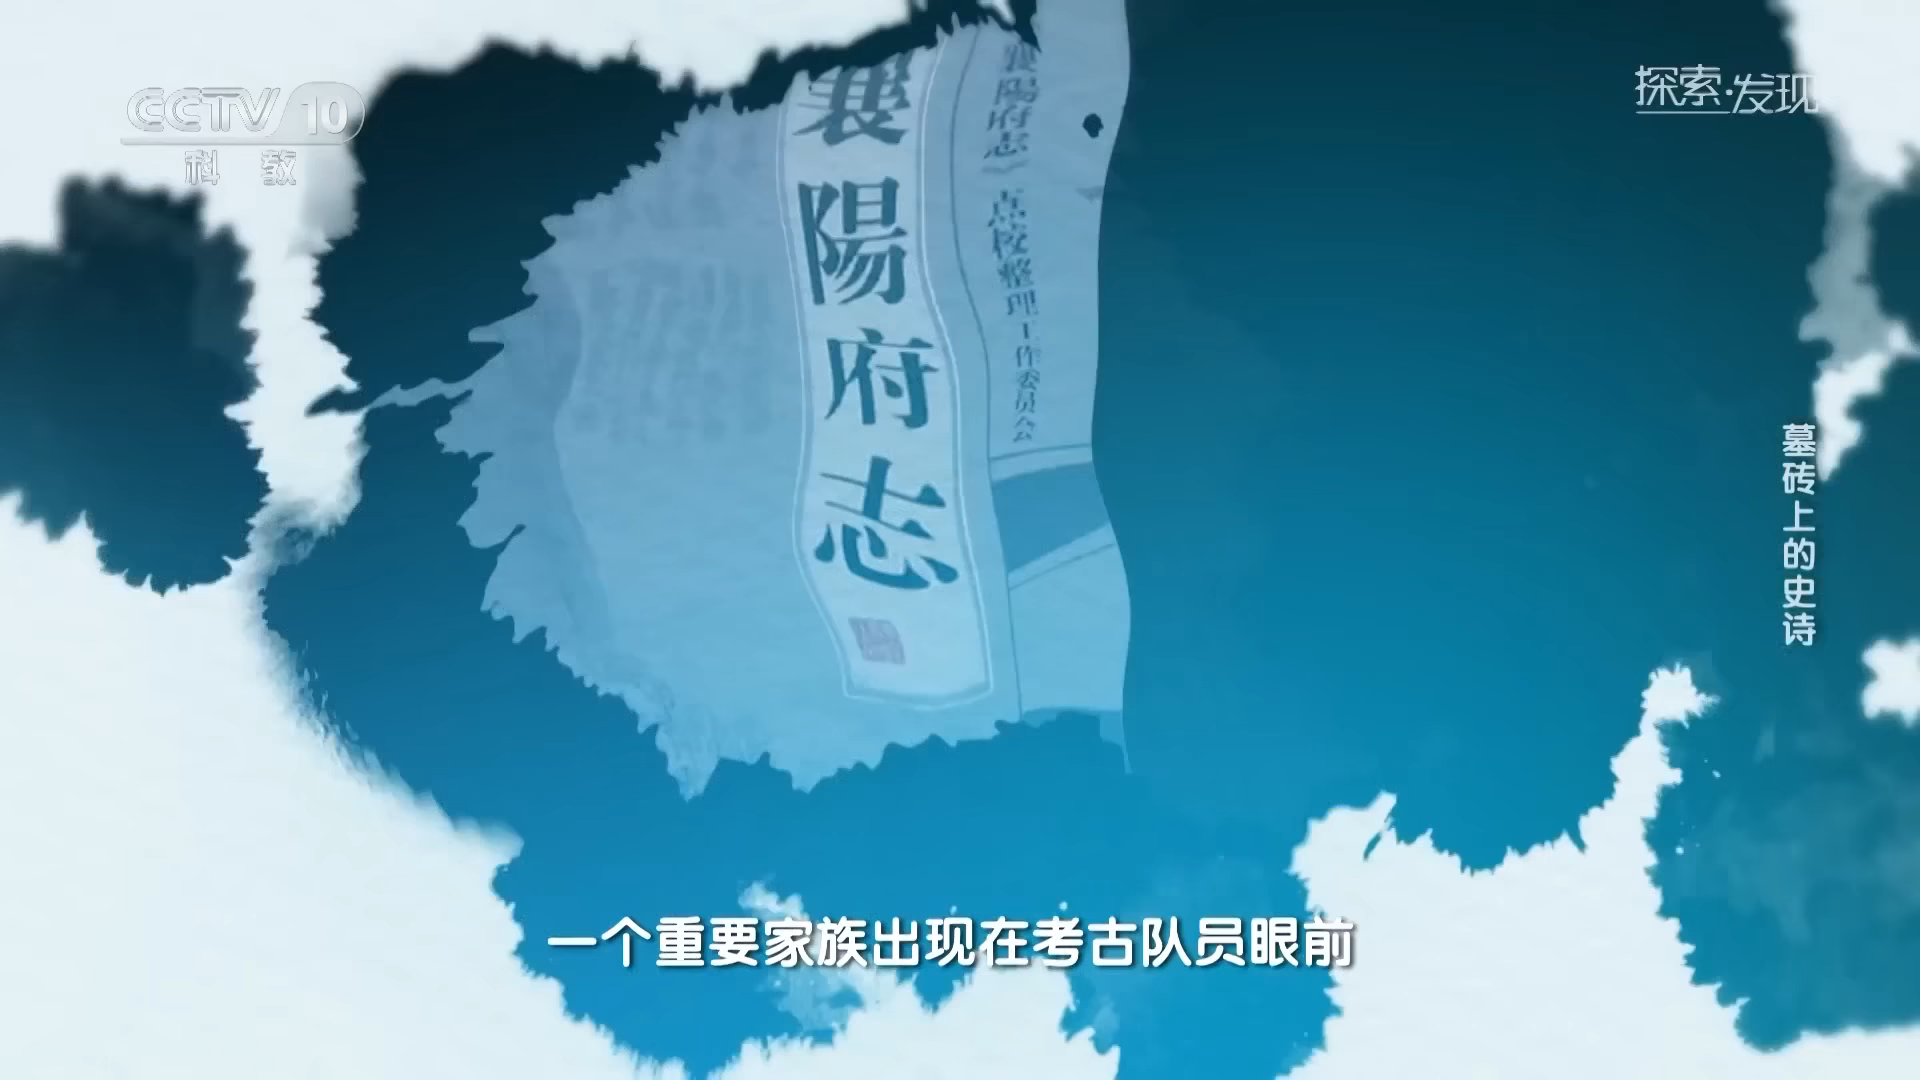 CCTV 10
科教
探索·发现
襄陽府志》点校整理工作委员会
襄陽府志
墓砖上的史诗
一个重要家族出现在考古队员眼前